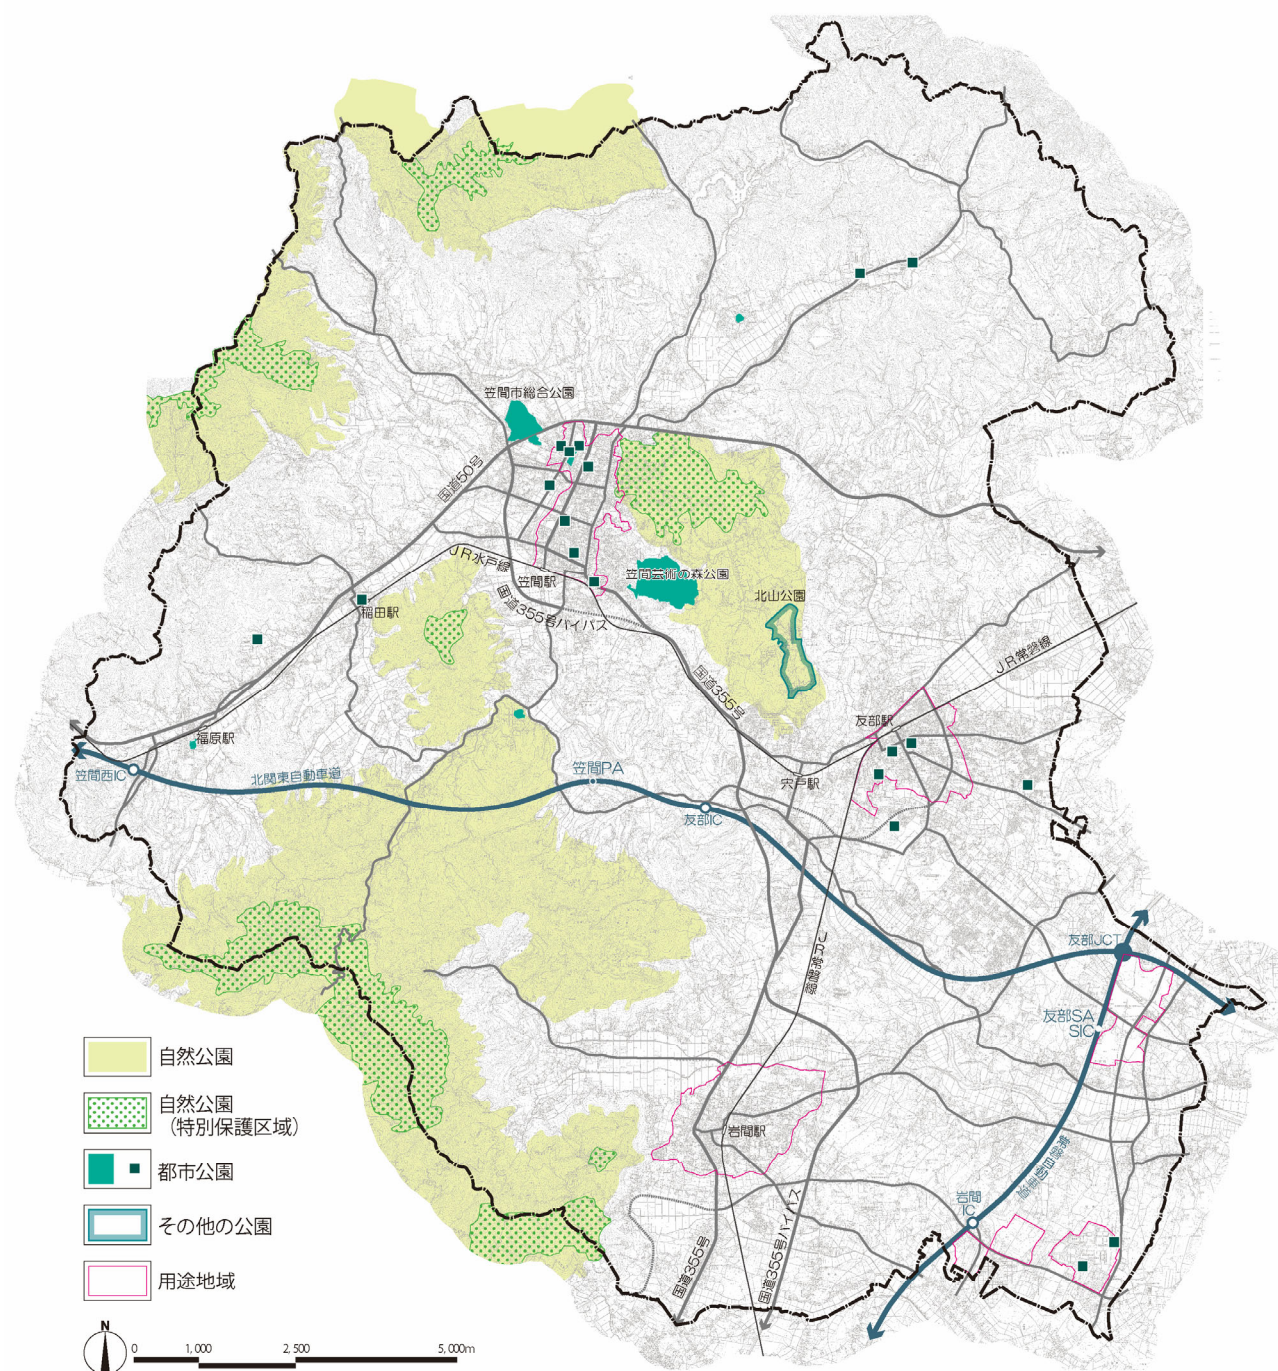 笠間市総合公園
国道50号
JR水戸線
笠間駅
笠間芸術の森公園
北山公園
稲田駅
国道355号バイパス
国道355号
JR常磐線
友部駅
福原駅
笠間西IC
北関東自動車道
笠間PA
宍戸駅
友部IC
JR常磐線
友部JCT
友部SA
SIC
岩間駅
常磐自動車道
岩間
IC
国道355号
国道355号バイパス
自然公園
自然公園
(特別保護区域)
都市公園
その他の公園
用途地域
N
0 1,000 2,500 5,000m